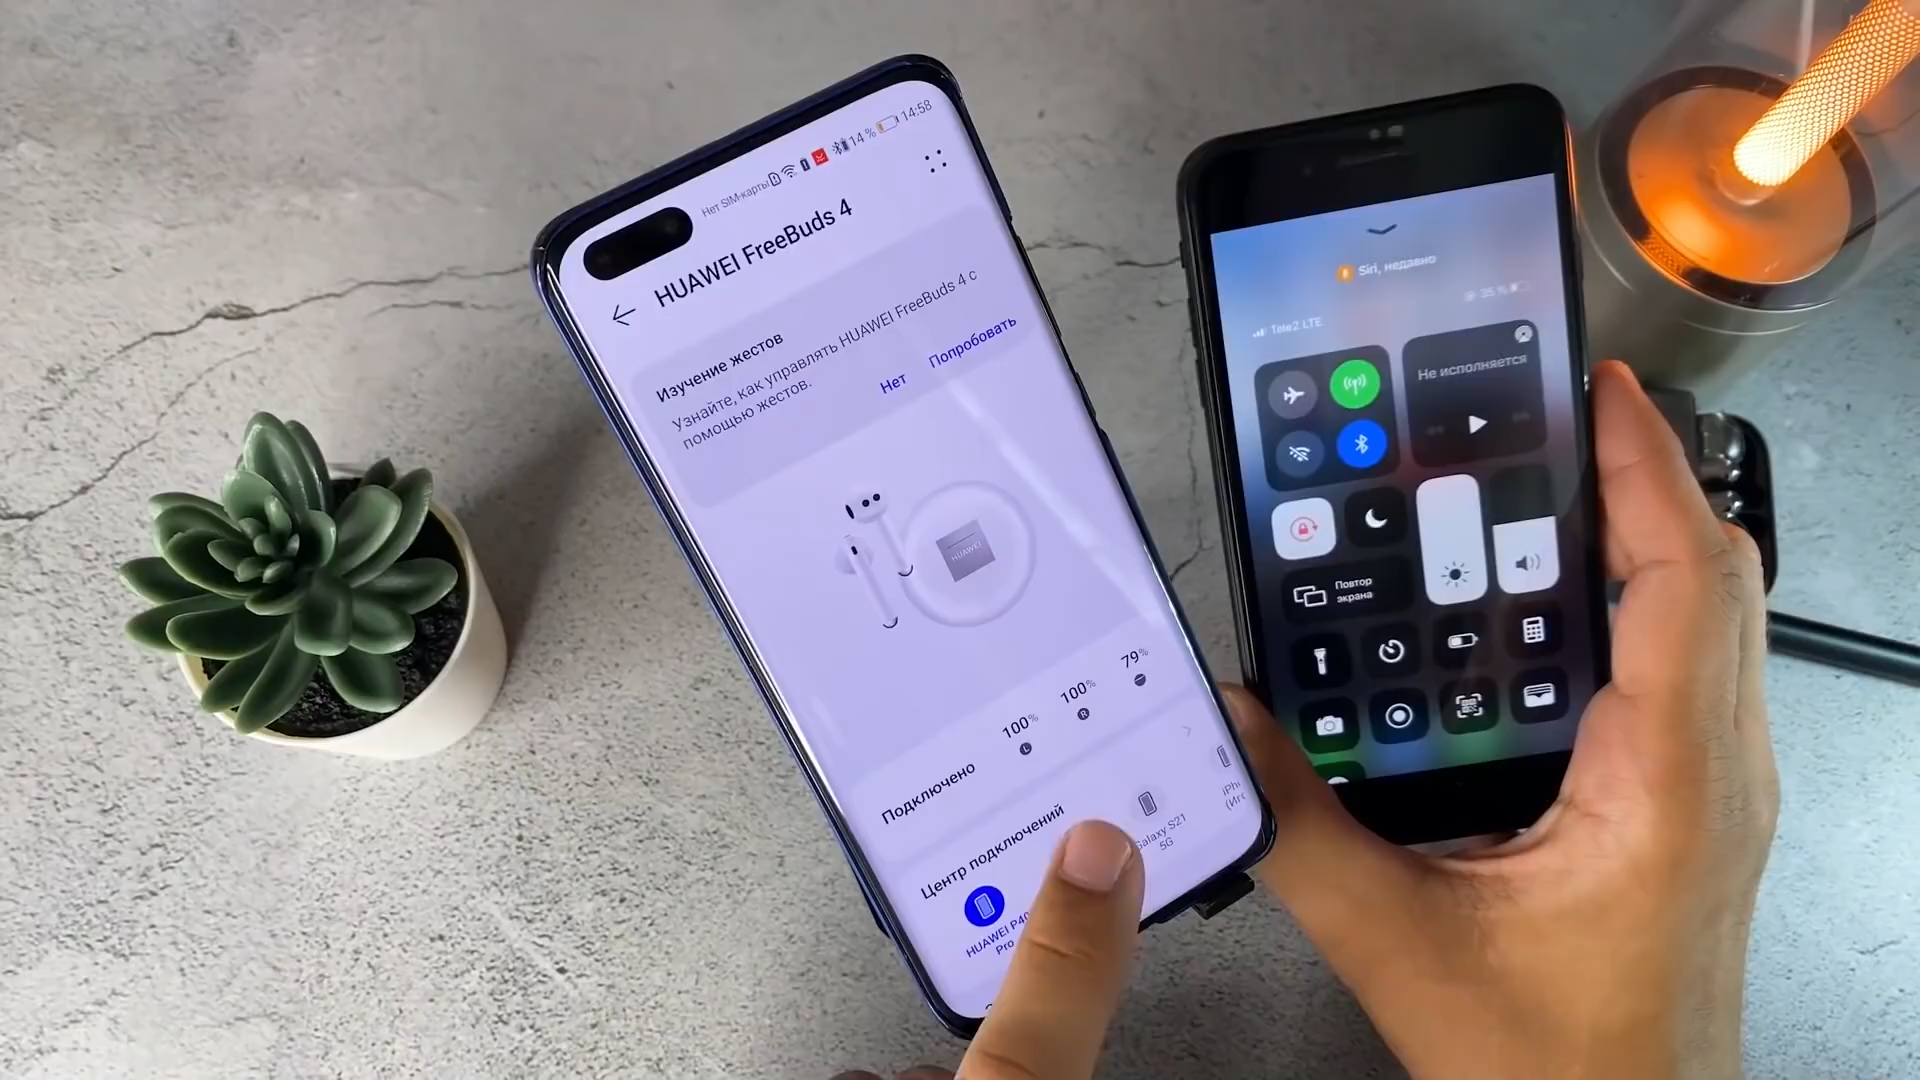 Нет SIM-карты
14 %
14:58
HUAWEI FreeBuds 4
Изучение жестов
Узнайте, как управлять HUAWEI FreeBuds 4 с
помощью жестов.
Нет
Попробовать
HUAWEI
100%
100%
79%
L
R
Подключено
Центр подключений
HUAWEI P40
Pro
Galaxy S21
5G
Siri, недавно
35 %
Tele2 LTE
Не исполняется
Повтор
экрана